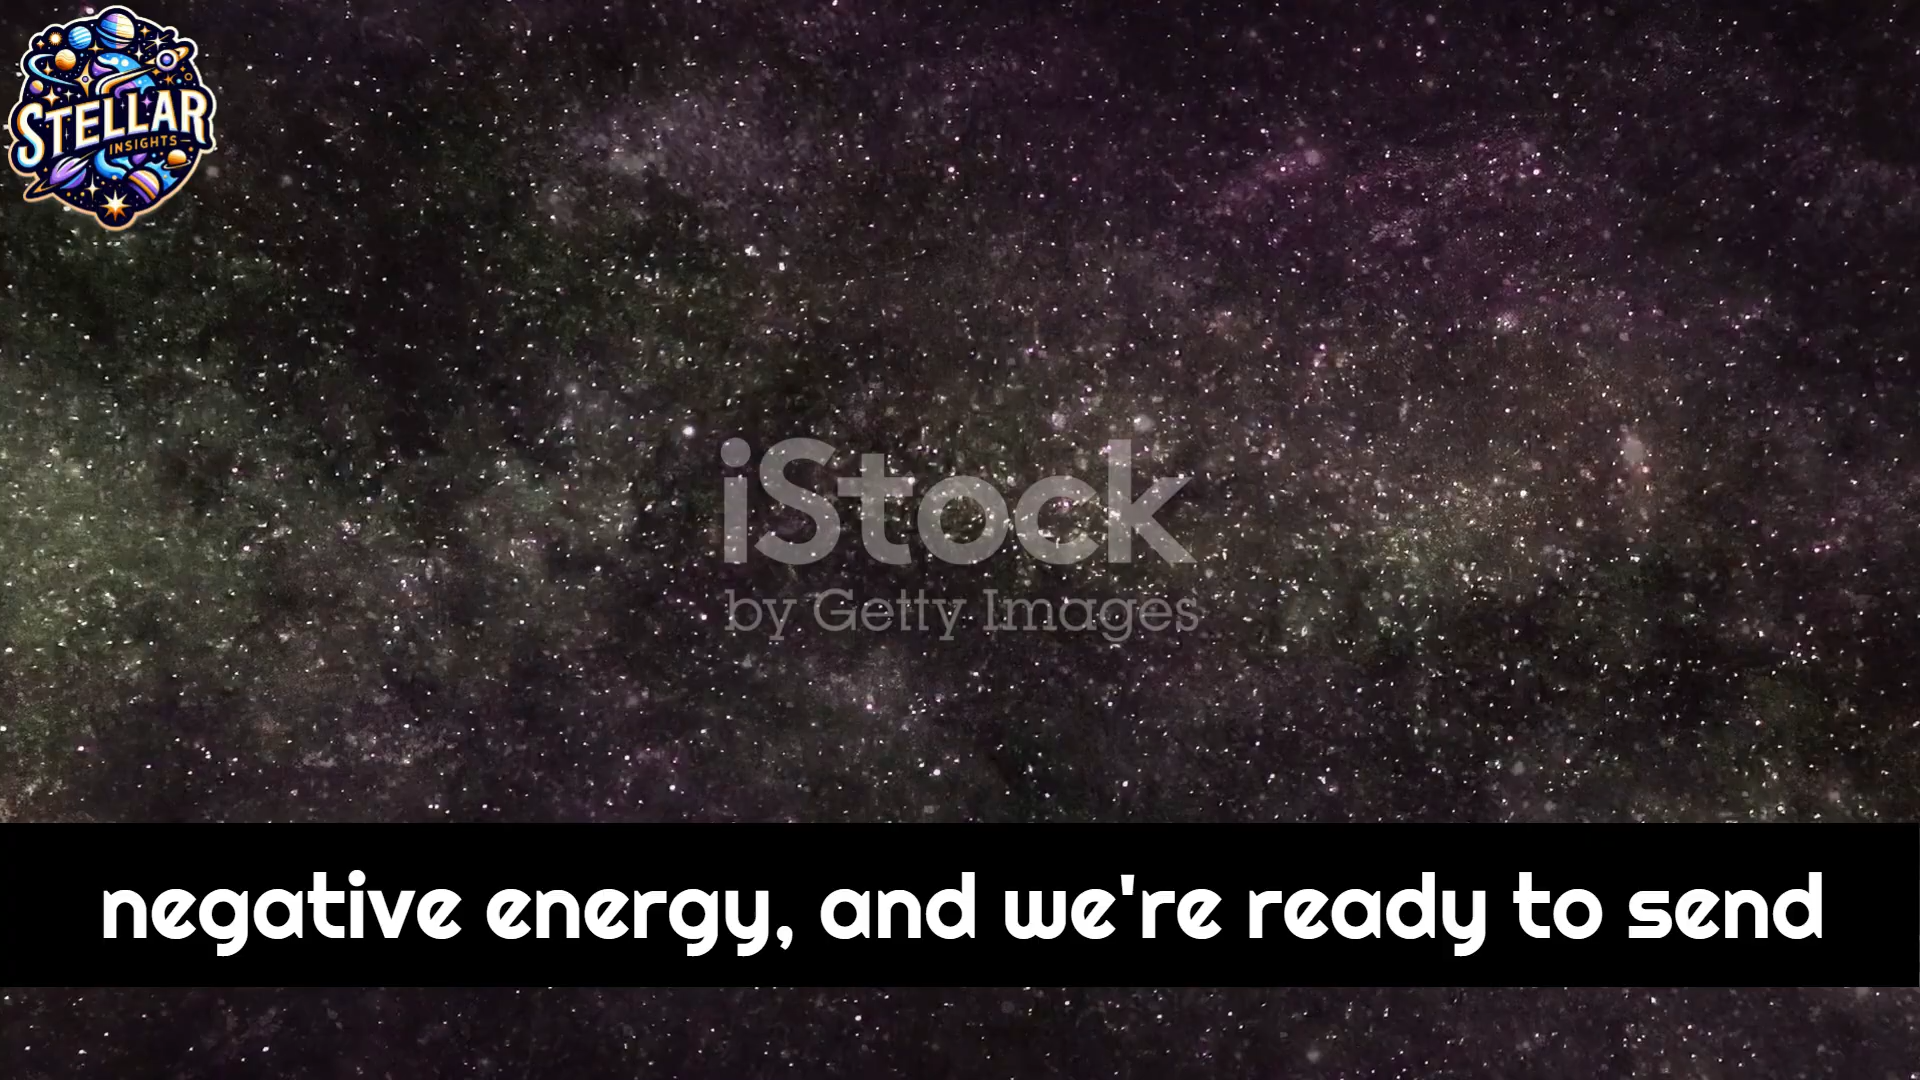 STELLAR
INSIGHTS
iStock
by Getty Images
negative energy, and we're ready to send